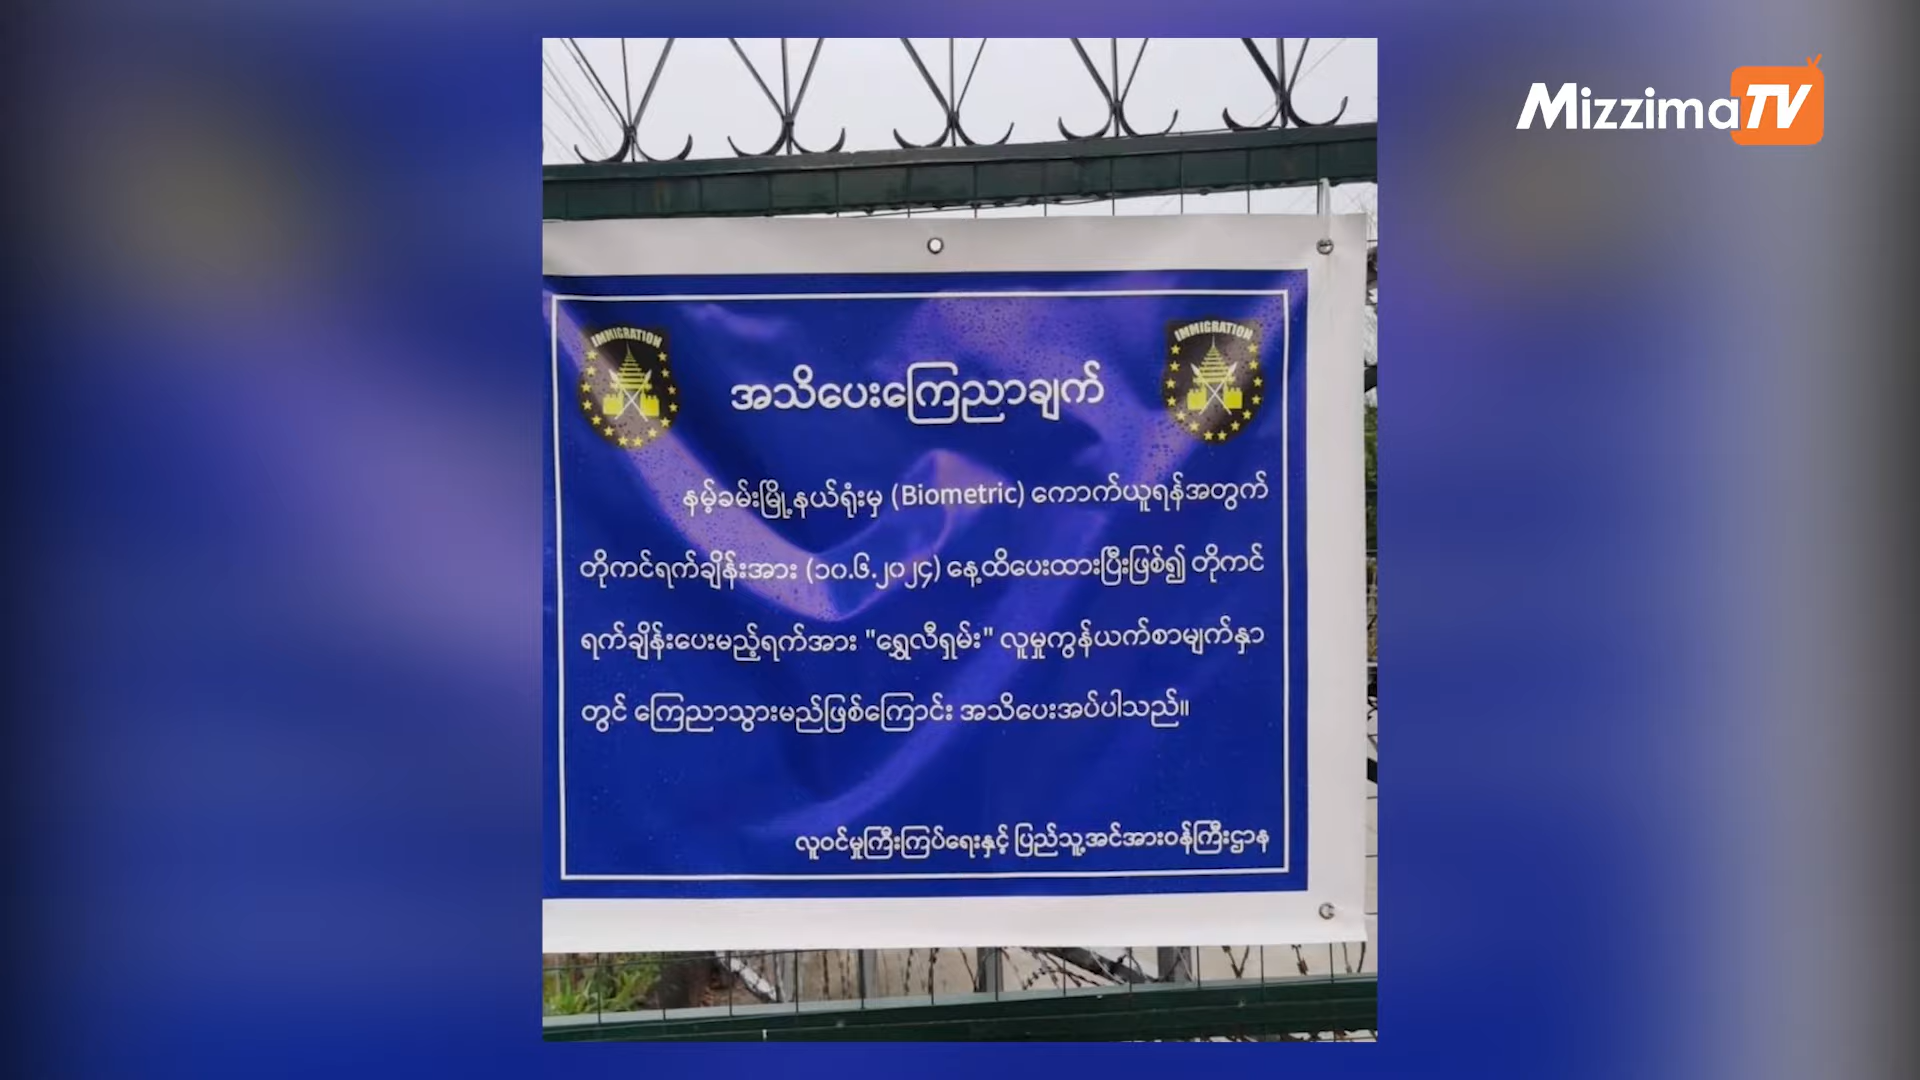 Mizzima TV
IMMIGRATION
IMMIGRATION
အသိပေးကြေညာချက်
နမ့်ခမ်းမြို့နယ်ရုံးမှ (Biometric) ကောက်ယူရန်အတွက်
တိုကင်ရက်ချိန်းအား (၁၀.၆.၂၀၂၄) နေ့ထိပေးထားပြီးဖြစ်၍ တိုကင်
ရက်ချိန်းပေးမည့်ရက်အား "ရွှေလီရှမ်း" လူမှုကွန်ယက်စာမျက်နှာ
တွင် ကြေညာသွားမည်ဖြစ်ကြောင်း အသိပေးအပ်ပါသည်။
လူဝင်မှုကြီးကြပ်ရေးနှင့် ပြည်သူ့အင်အားဝန်ကြီးဌာန